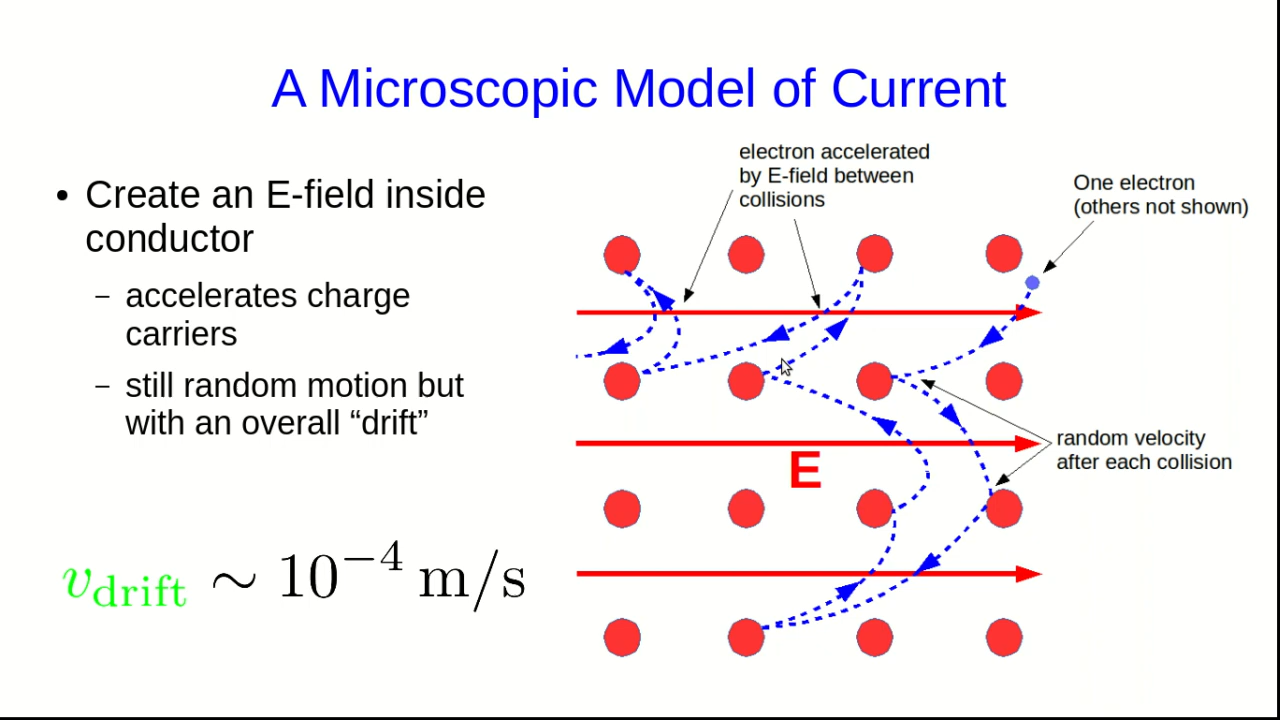 A Microscopic Model of Current
• Create an E-field inside
conductor
– accelerates charge
carriers
– still random motion but
with an overall “drift”
v_drift ∼ 10^−4 m/s
electron accelerated
by E-field between
collisions
One electron
(others not shown)
E
random velocity
after each collision